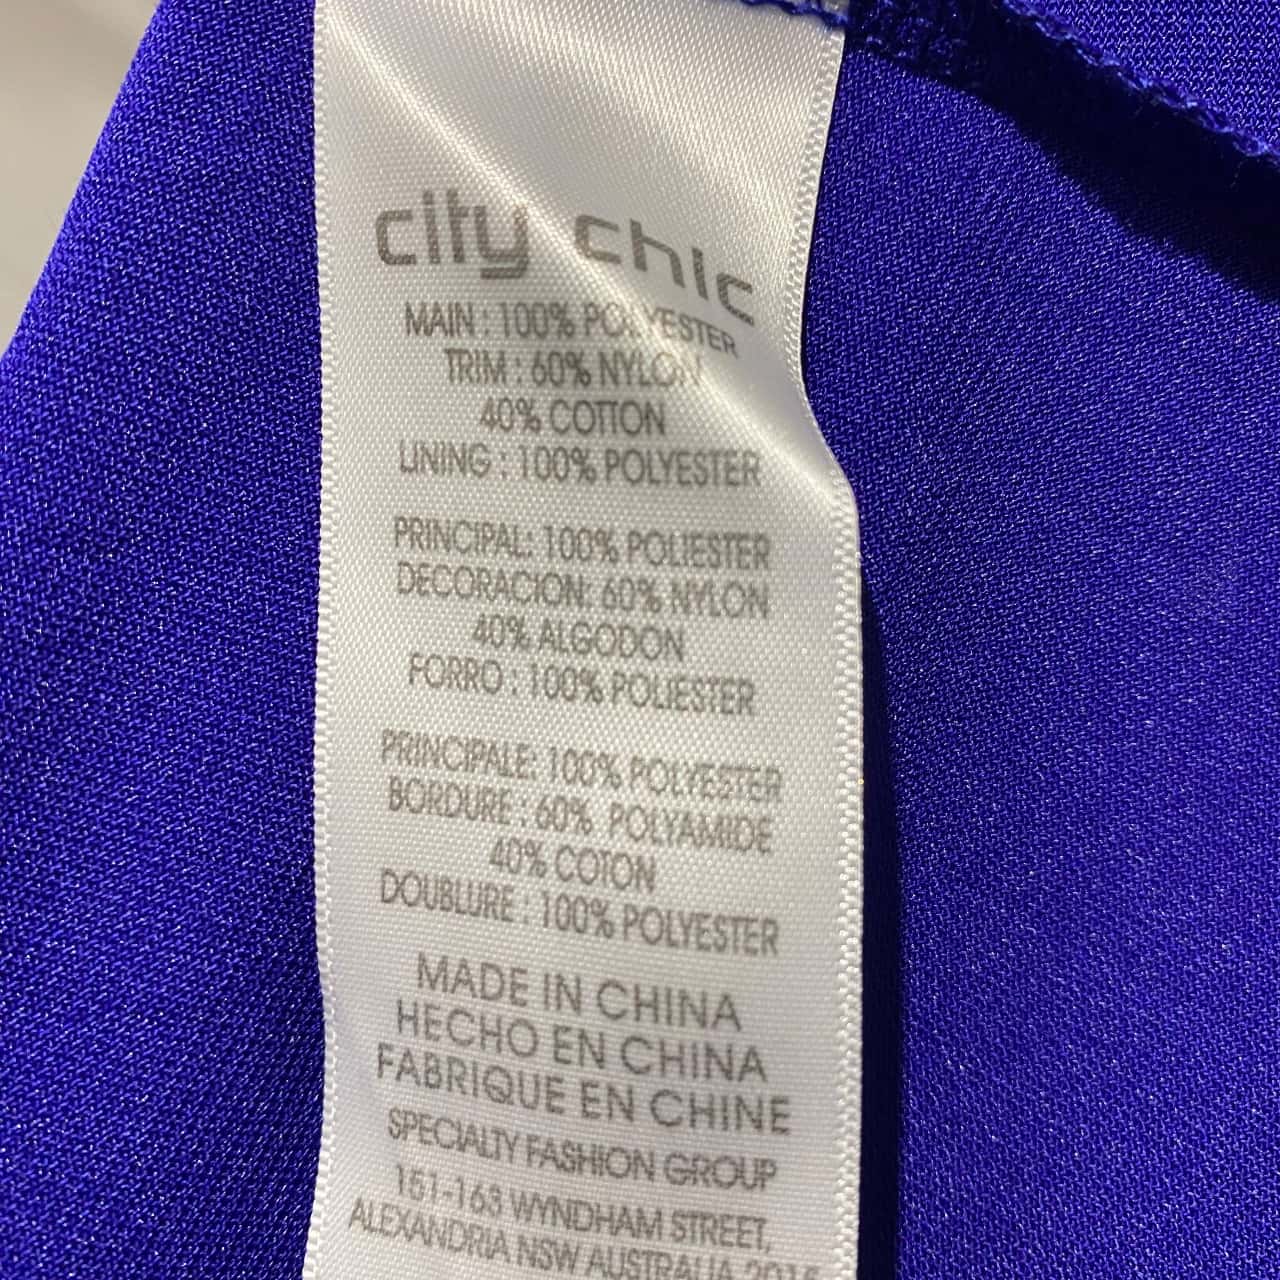 city chic
MAIN : 100% POLYESTER
TRIM : 60% NYLON
40% COTTON
LINING : 100% POLYESTER
PRINCIPAL: 100% POLIESTER
DECORACION: 60% NYLON
40% ALGODON
FORRO : 100% POLIESTER
PRINCIPALE: 100% POLYESTER
BORDURE : 60% POLYAMIDE
40% COTON
DOUBLURE : 100% POLYESTER
MADE IN CHINA
HECHO EN CHINA
FABRIQUE EN CHINE
SPECIALTY FASHION GROUP
151-163 WYNDHAM STREET,
ALEXANDRIA NSW AUSTRALIA